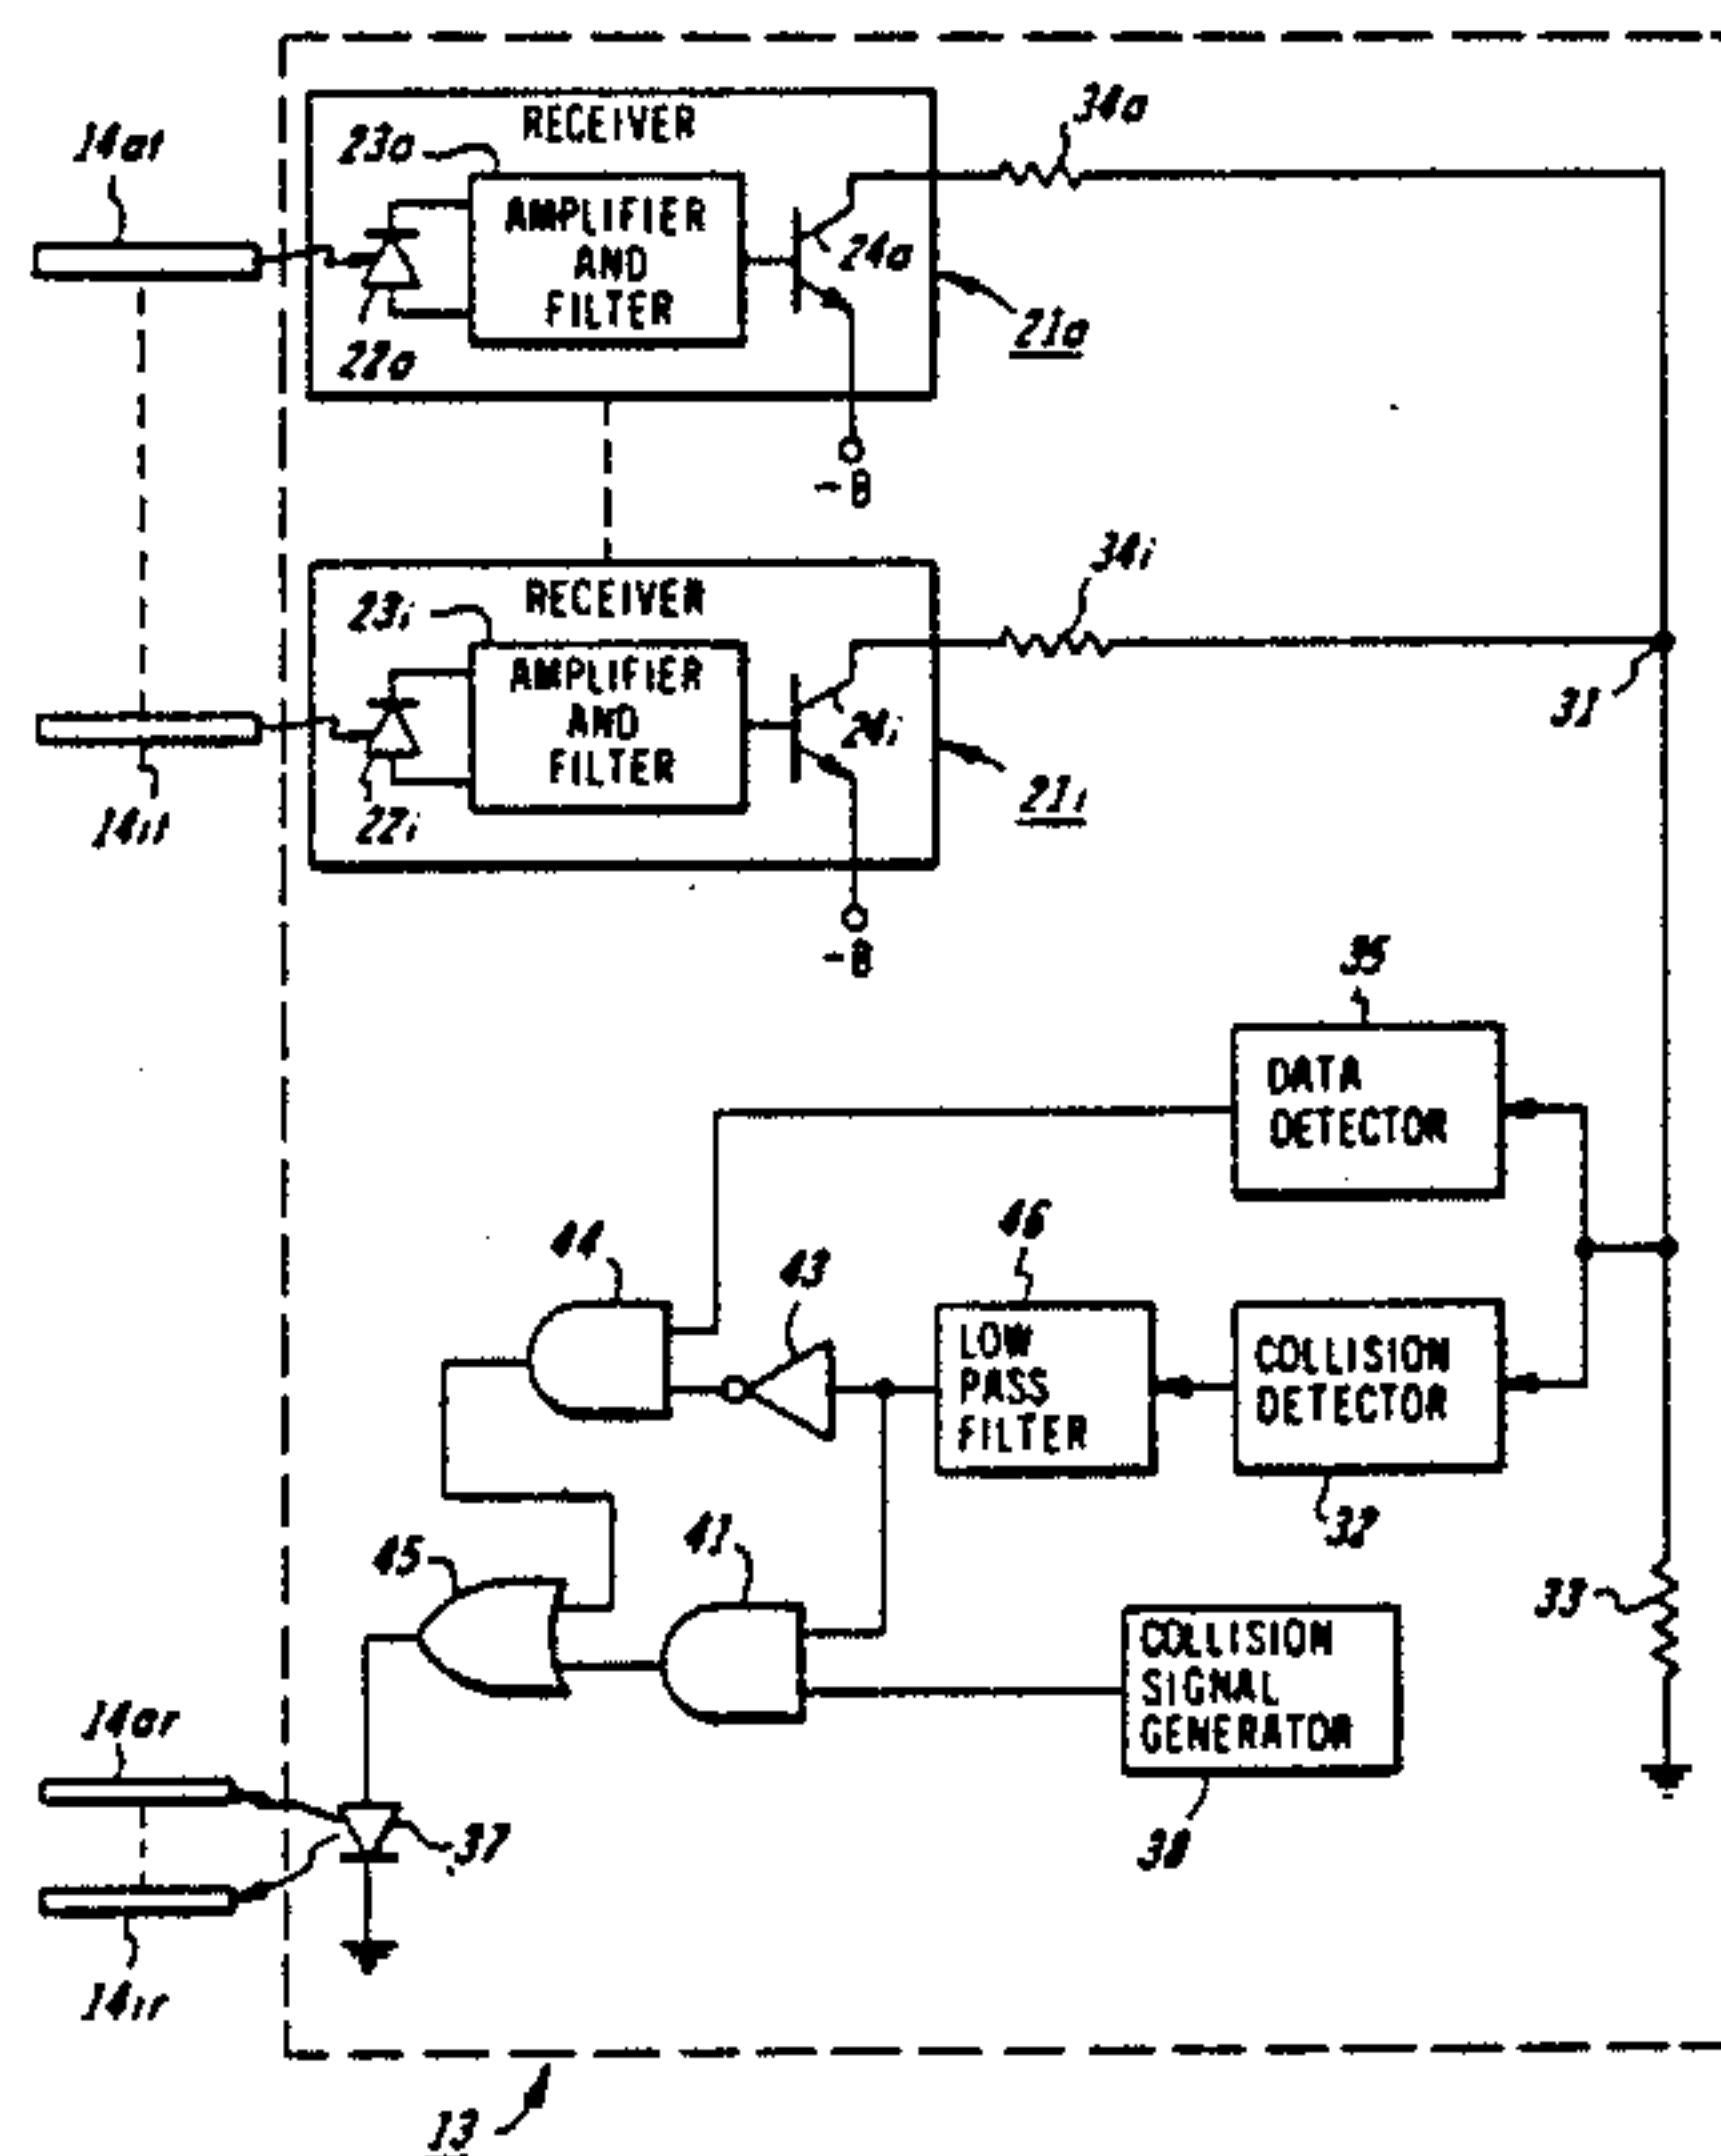 RECEIVER
34a
14at
23a
AMPLIFIER
AND
FILTER
24a
22a
21a
-B
RECEIVER
34i
23i
AMPLIFIER
AND
FILTER
24i
31
14it
22i
21i
-B
35
DATA
DETECTOR
44
43
46
LOW
PASS
FILTER
COLLISION
DETECTOR
32
45
41
33
COLLISION
SIGNAL
GENERATOR
38
14ar
37
14ir
13